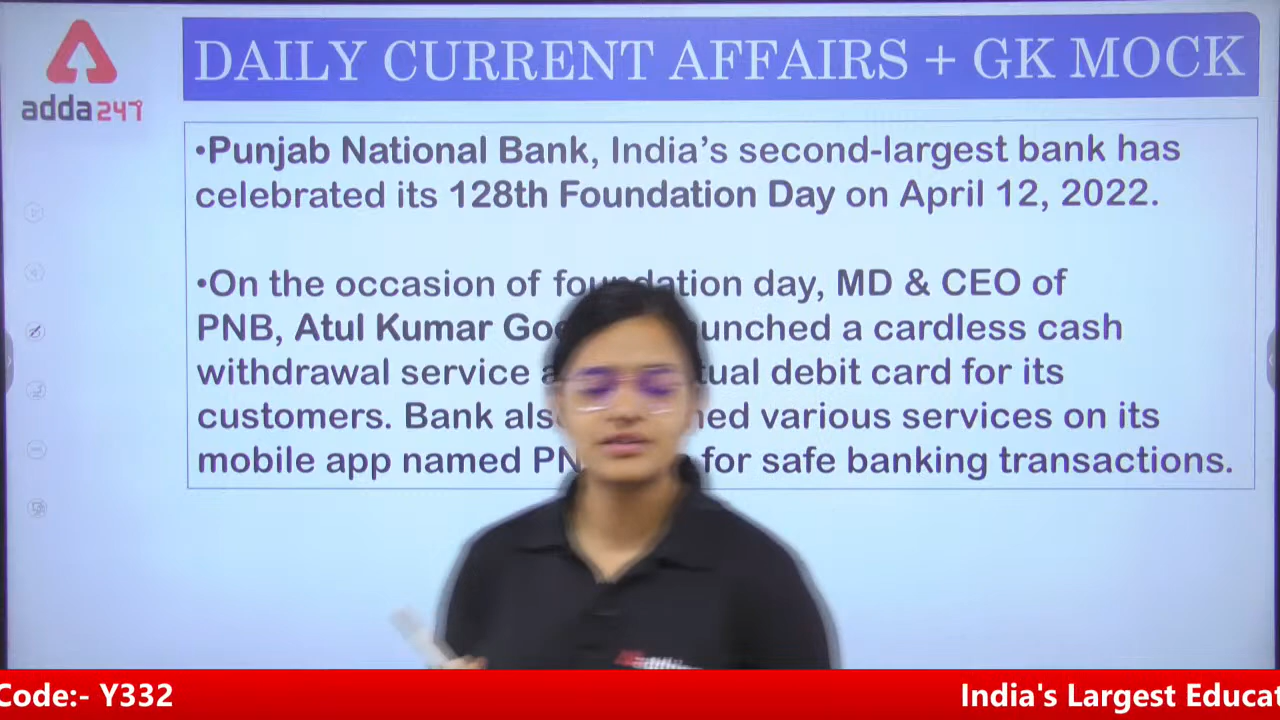 DAILY CURRENT AFFAIRS + GK MOCK
adda247
•Punjab National Bank, India's second-largest bank has
celebrated its 128th Foundation Day on April 12, 2022.
•On the occasion of foundation day, MD & CEO of
PNB, Atul Kumar a cardless cash
withdrawal service debit card for its
customers. Bank various services on its
mobile app named for safe banking transactions.
Code:- Y332
India's Largest